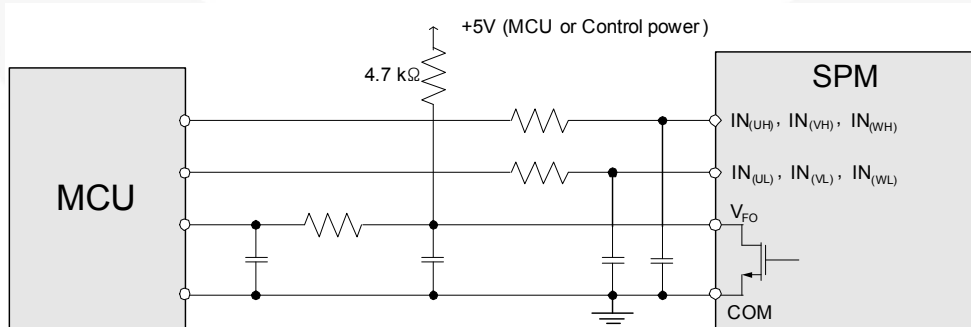 +5V (MCU or Control power)
4.7 kΩ
SPM
IN(UH), IN(VH), IN(WH)
IN(UL), IN(VL), IN(WL)
MCU
VFO
COM